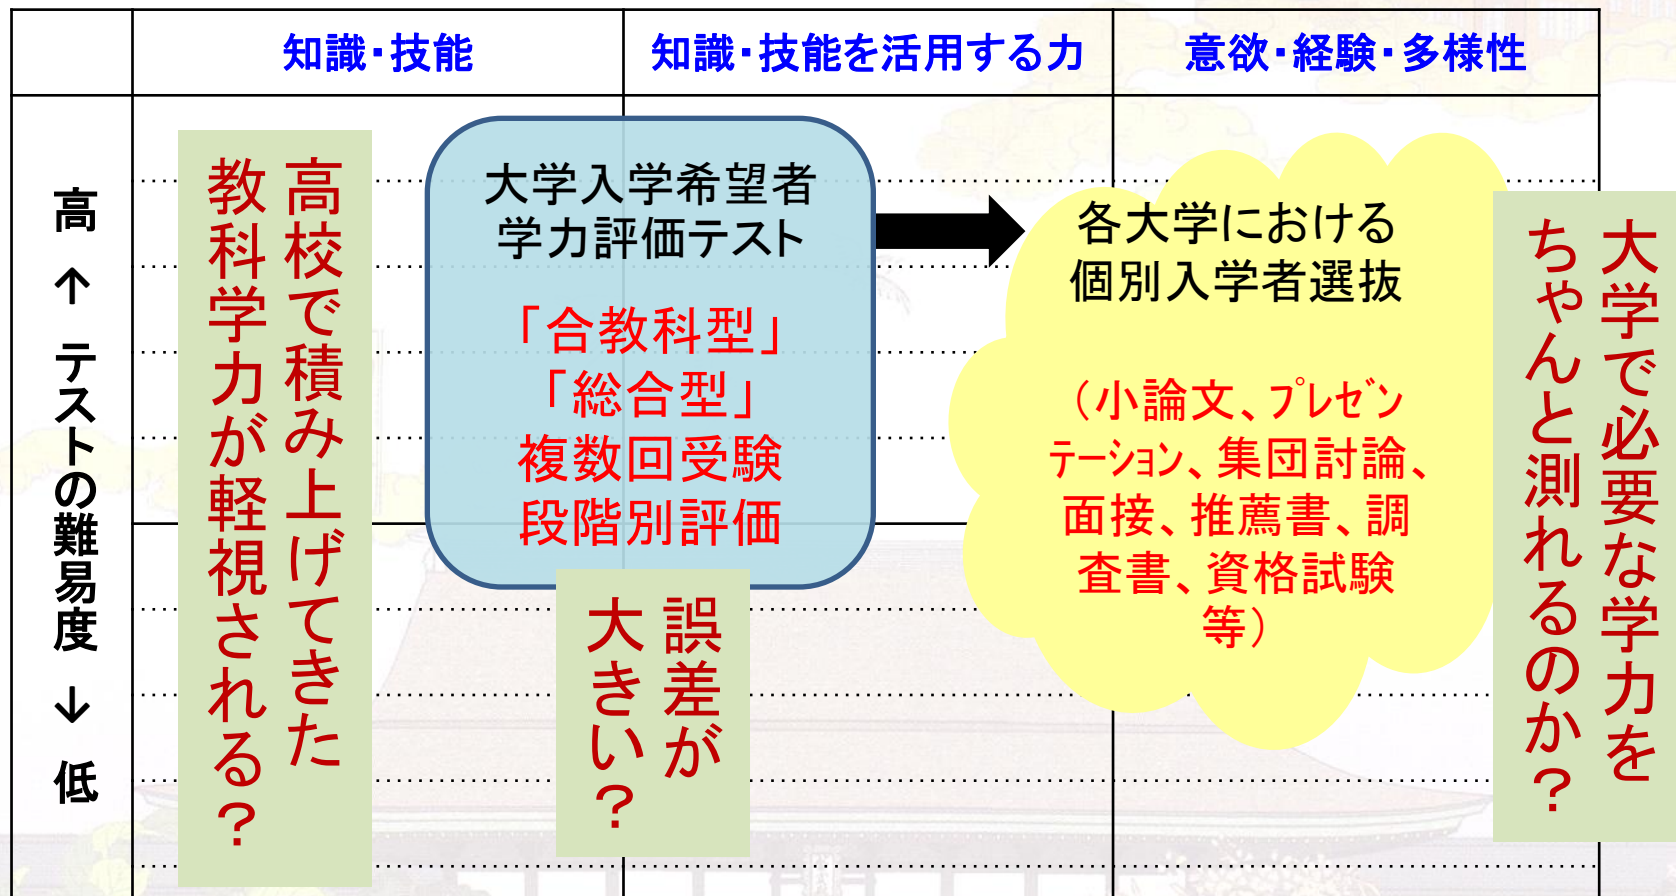 知識・技能
知識・技能を活用する力
意欲・経験・多様性
高 ↑ テストの難易度 ↓ 低
高校で積み上げてきた
教科学力が軽視される？
大学入学希望者
学力評価テスト
「合教科型」
「総合型」
複数回受験
段階別評価
誤差が
大きい？
各大学における
個別入学者選抜
（小論文、プレゼン
テーション、集団討論、
面接、推薦書、調
査書、資格試験
等）
大学で必要な学力を
ちゃんと測れるのか？